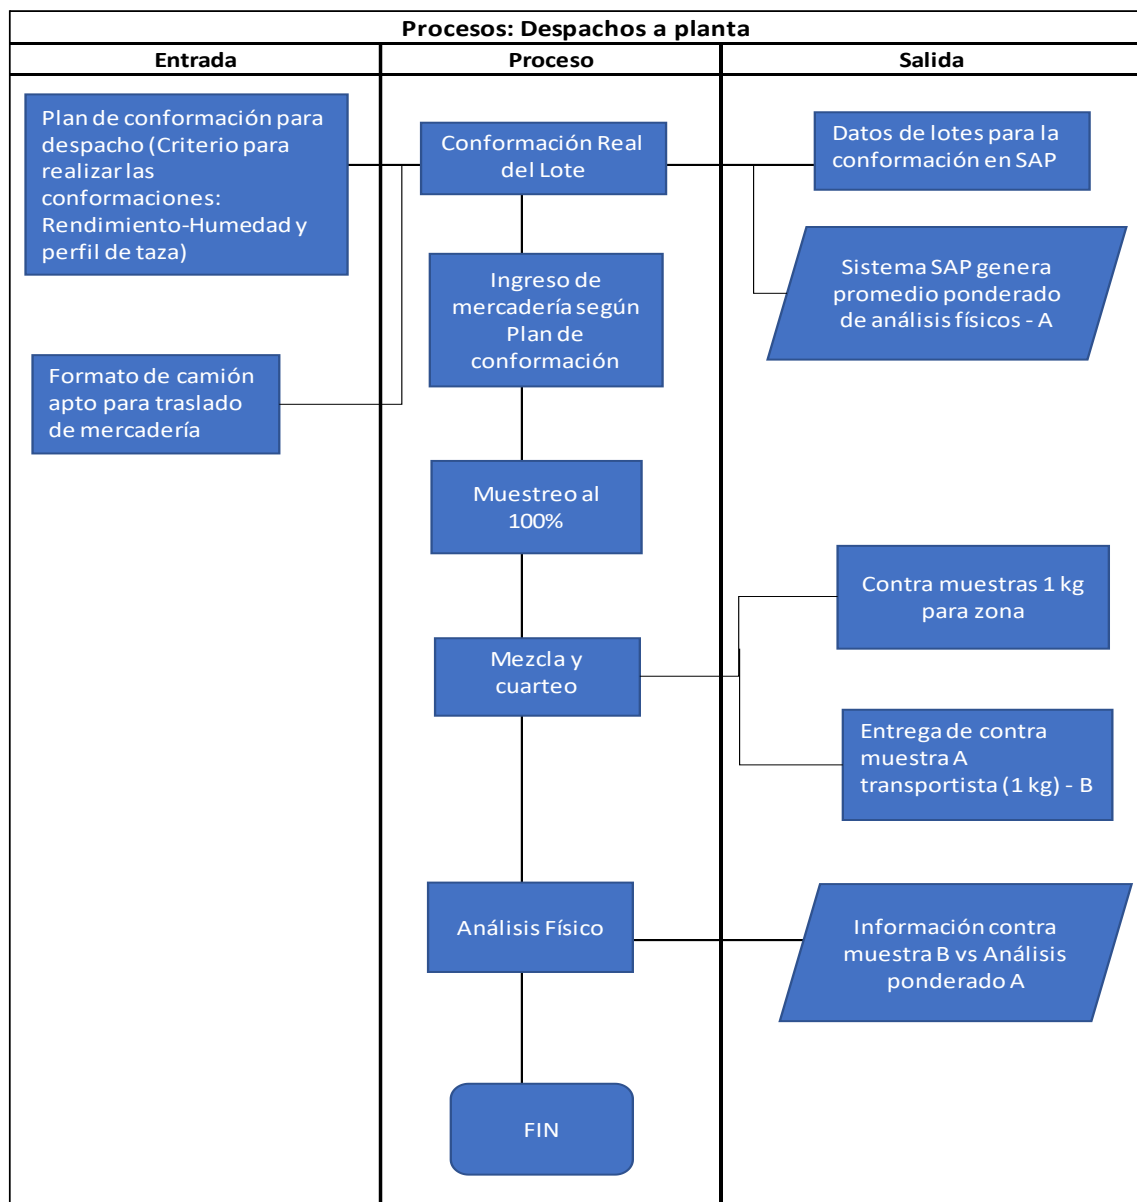 Procesos: Despachos a planta
Entrada
Proceso
Salida
Plan de conformación para
despacho (Criterio para
realizar las
conformaciones:
Rendimiento-Humedad y
perfil de taza)
Conformación Real
del Lote
Datos de lotes para la
conformación en SAP
Sistema SAP genera
promedio ponderado
de análisis físicos - A
Ingreso de
mercadería según
Plan de
conformación
Formato de camión
apto para traslado
de mercadería
Muestreo al
100%
Contra muestras 1 kg
para zona
Mezcla y
cuarteo
Entrega de contra
muestra A
transportista (1 kg) - B
Análisis Físico
Información contra
muestra B vs Análisis
ponderado A
FIN